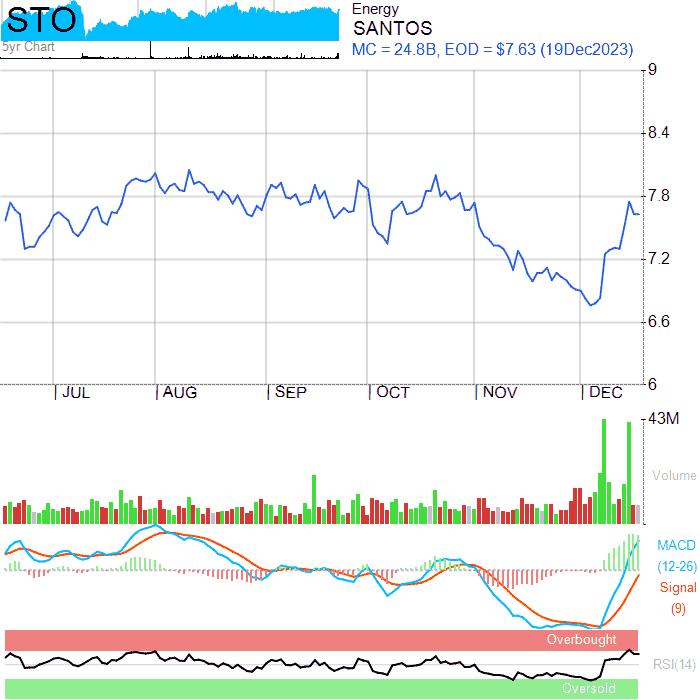 STO
5yr Chart
Energy
SANTOS
MC = 24.8B, EOD = $7.63 (19Dec2023)
9
8.4
7.8
7.2
6.6
6
JUL AUG SEP OCT NOV DEC
43M
Volume
MACD
(12-26)
Signal
(9)
Overbought
RSI(14)
Oversold